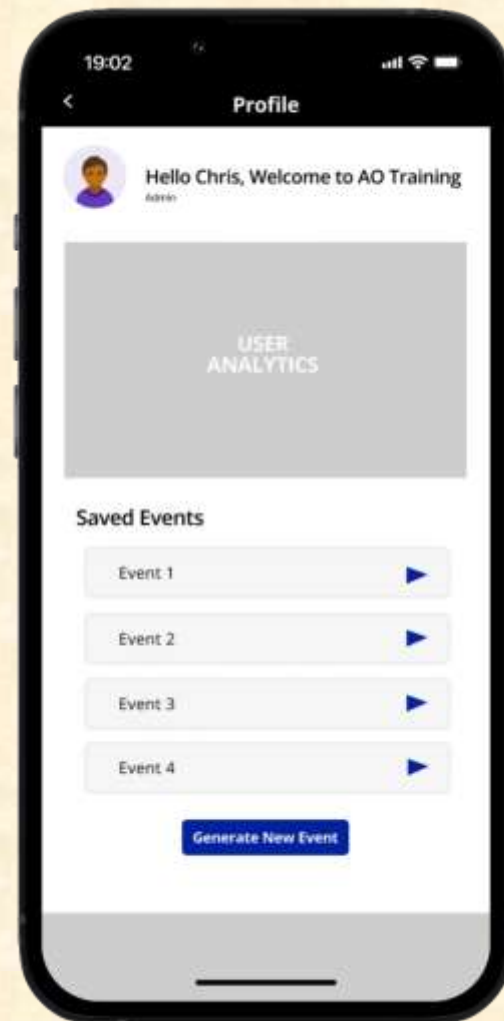 19:02
Profile
Hello Chris, Welcome to AO Training
Admin
USER
ANALYTICS
Saved Events
Event 1
Event 2
Event 3
Event 4
Generate New Event